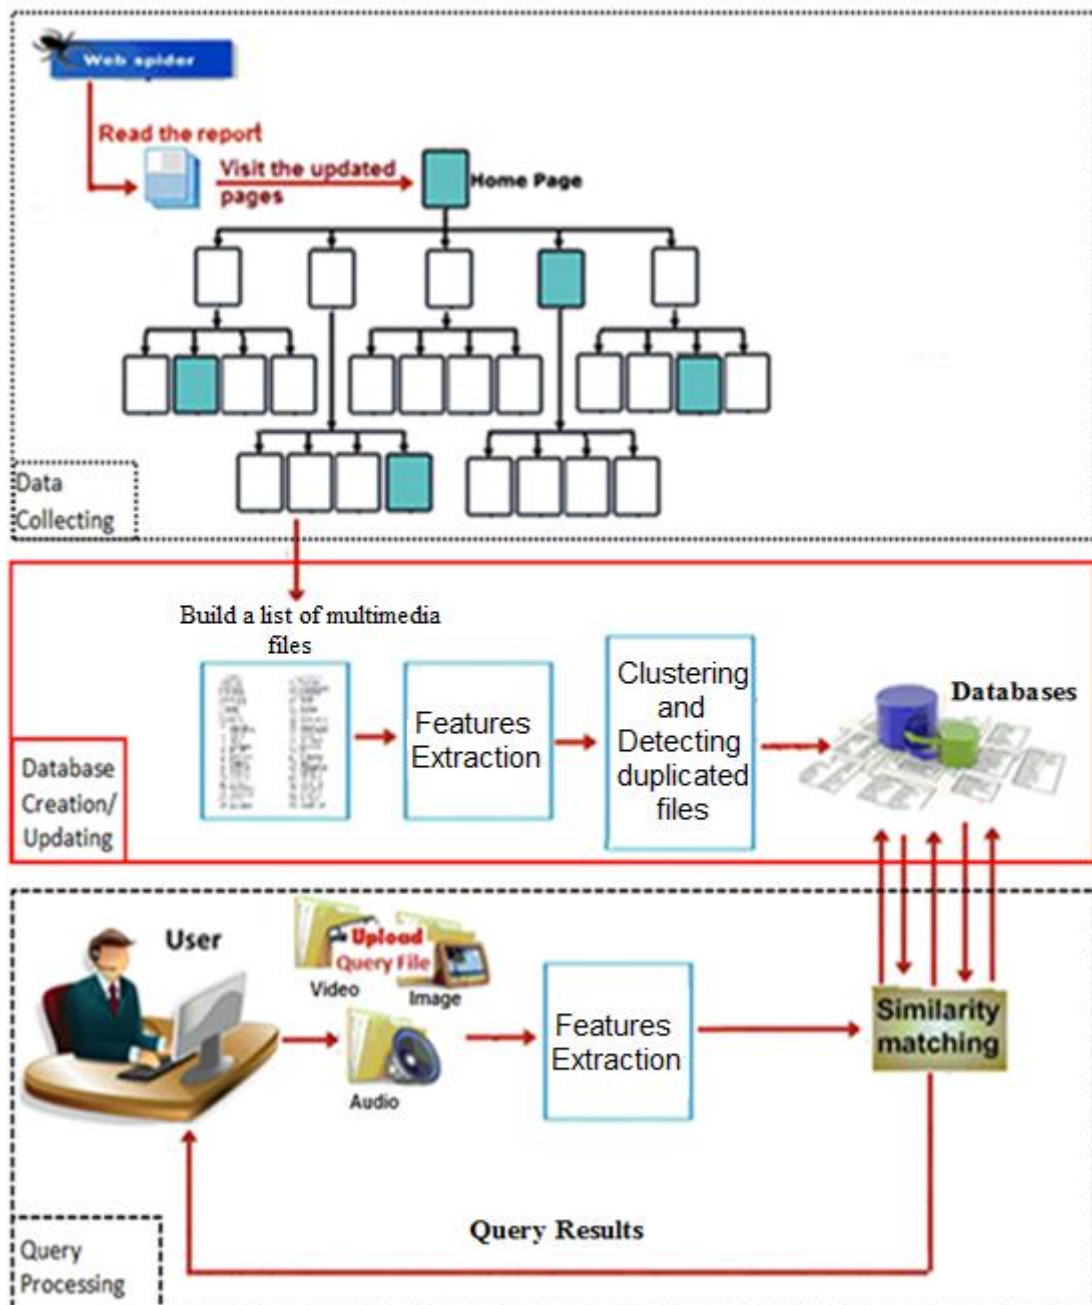 Web spider
Read the report
Visit the updated
pages
Home Page
Data
Collecting
Build a list of multimedia
files
Features
Extraction
Clustering
and
Detecting
duplicated
files
Databases
Database
Creation/
Updating
User
Upload
Query File
Video
Image
Audio
Features
Extraction
Similarity
matching
Query Results
Query
Processing